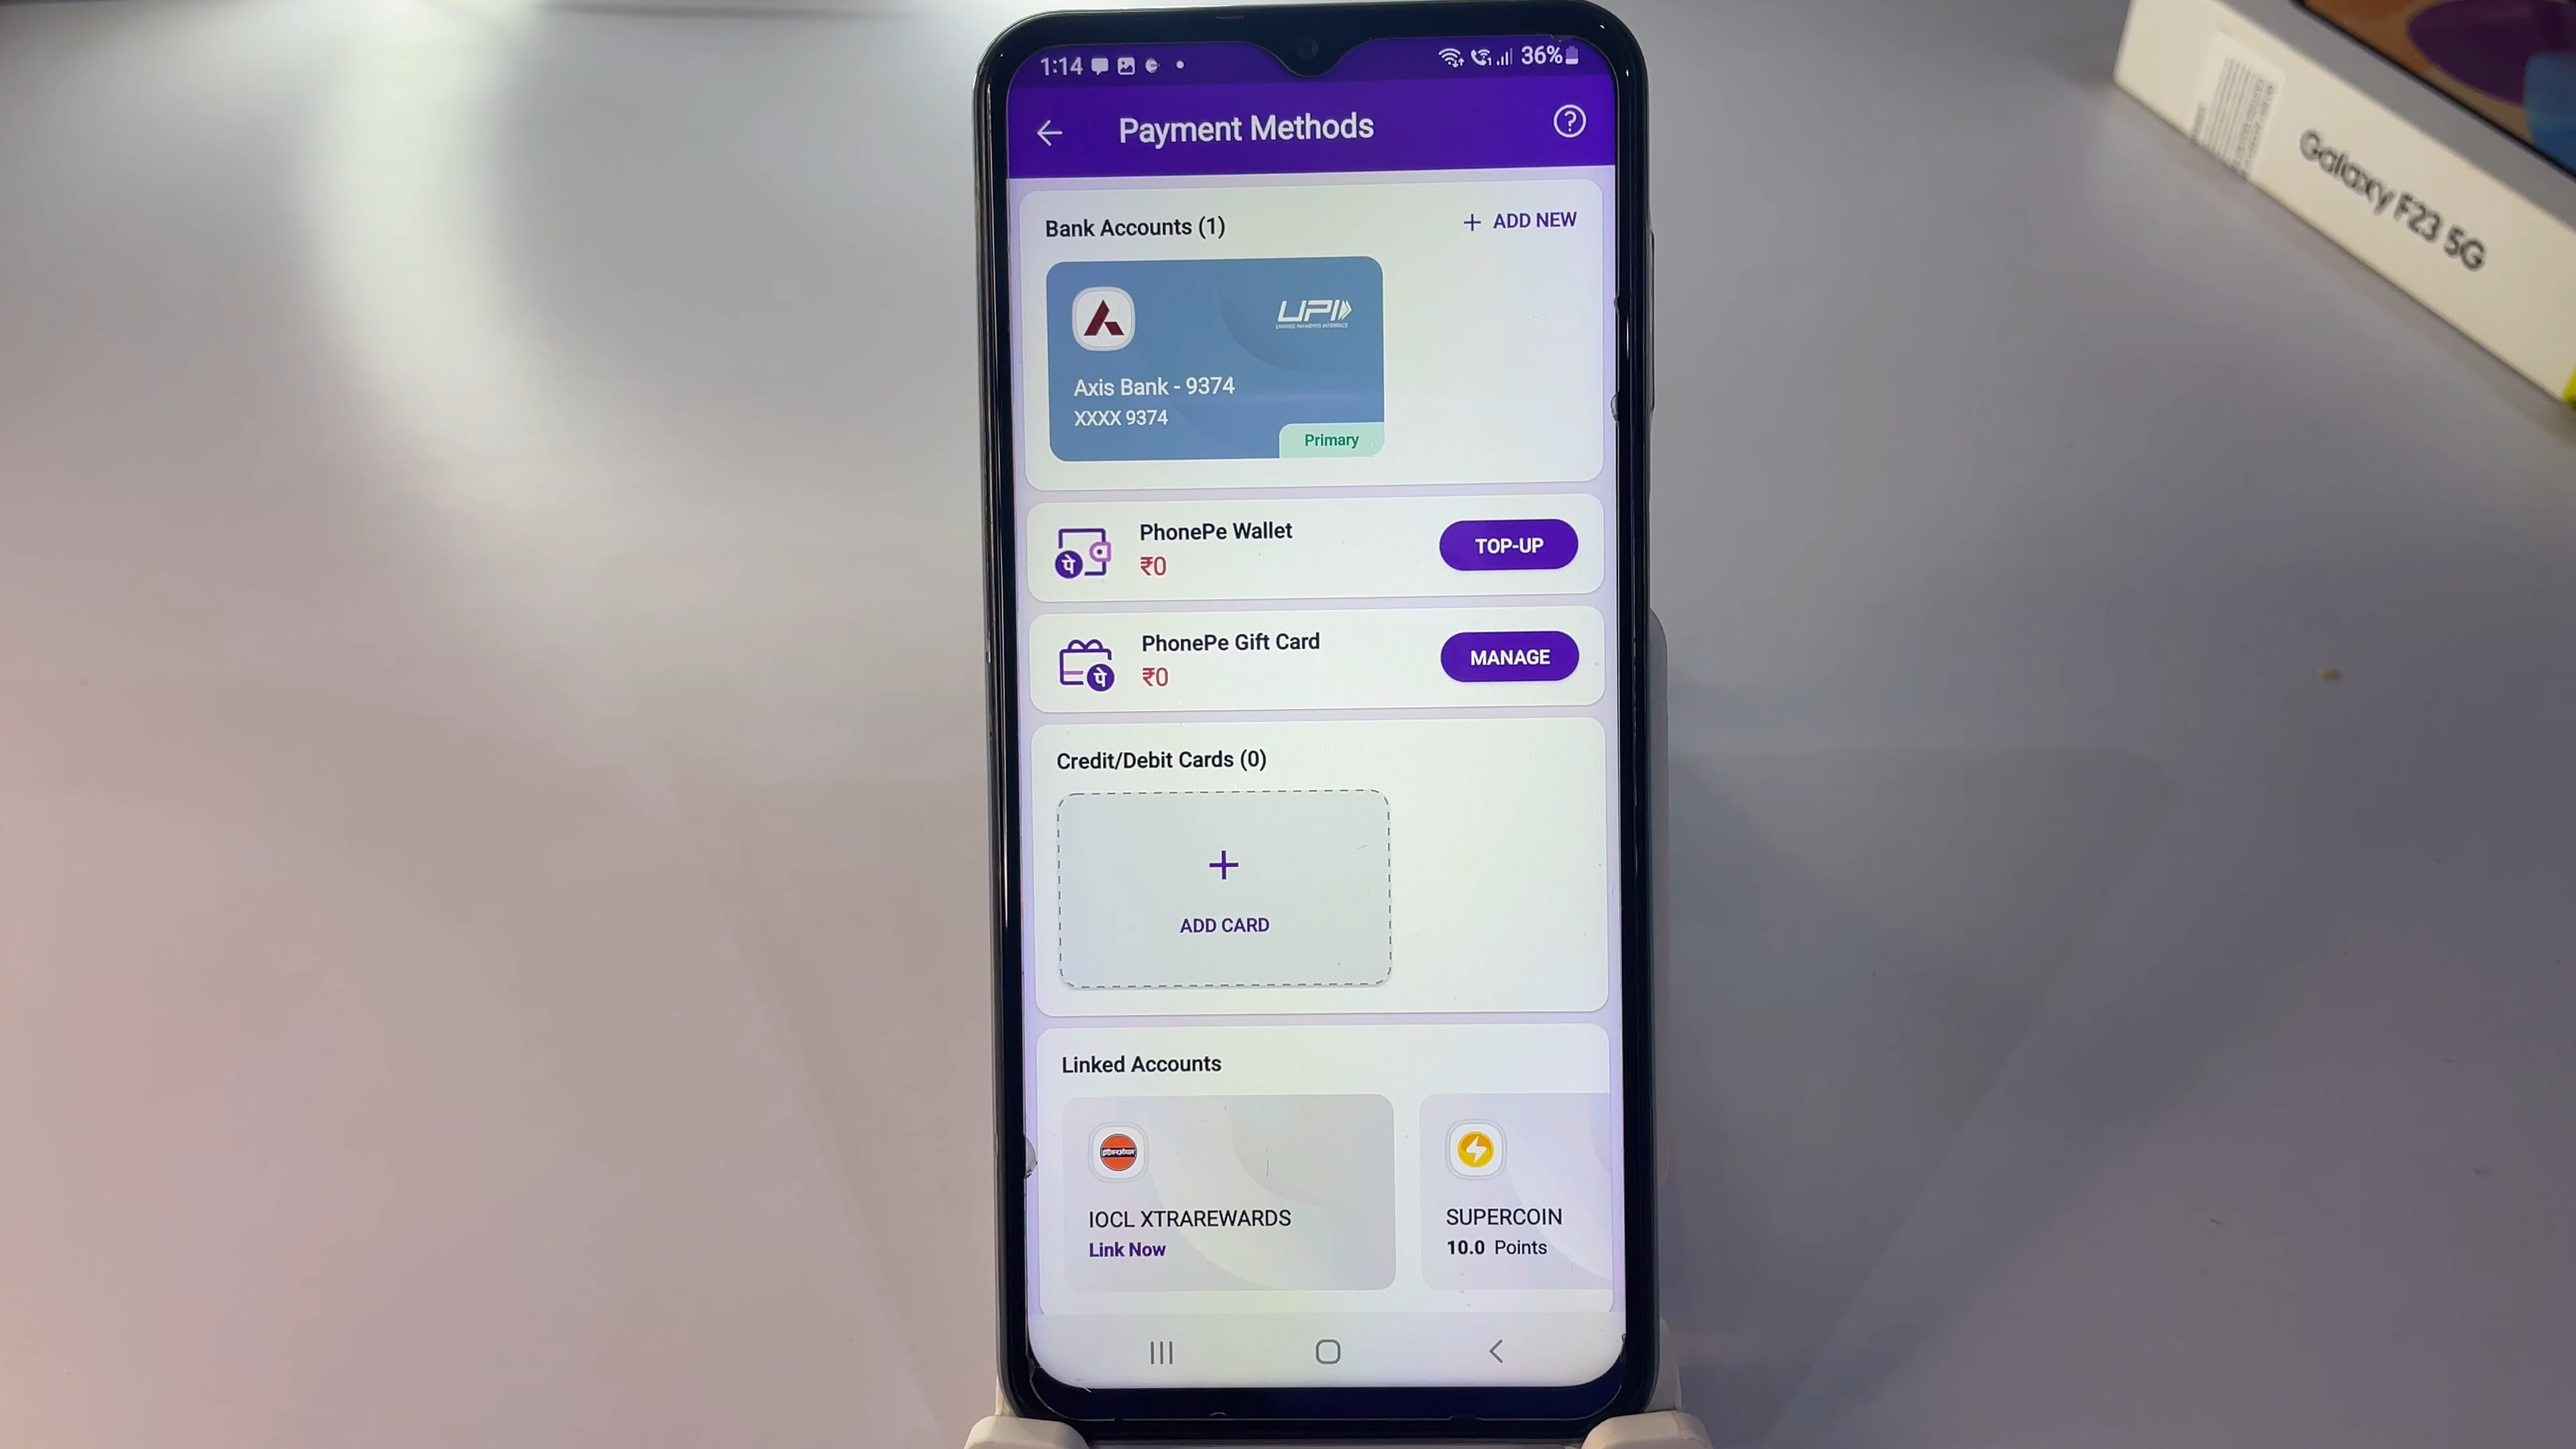 1:14
36%
Payment Methods
?
Bank Accounts (1)
+ ADD NEW
UPI
UNIFIED PAYMENTS INTERFACE
Axis Bank - 9374
XXXX 9374
Primary
PhonePe Wallet
₹0
TOP-UP
पे
PhonePe Gift Card
₹0
MANAGE
पे
Credit/Debit Cards (0)
+
ADD CARD
Linked Accounts
इंडियनऑयल
IOCL XTRAREWARDS
Link Now
SUPERCOIN
10.0 Points
Galaxy F23 5G